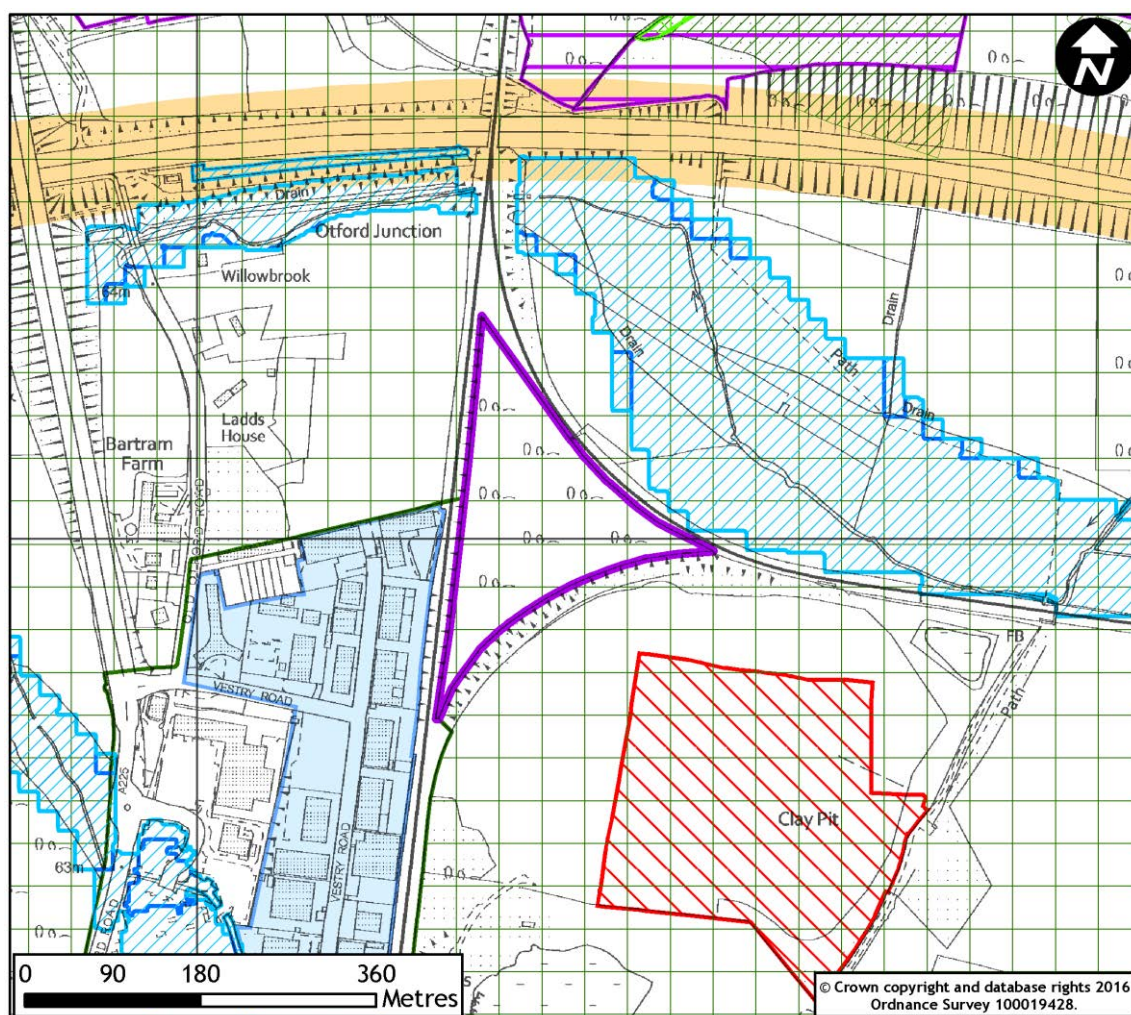 N
Drain
Otford Junction
Willowbrook
64m
Drain
Path
Drain
Drain
Ladds
House
Bartram
Farm
VESTRY ROAD
A225
FB
Path
Clay Pit
VESTRY ROAD
63m
0 90 180 360
Metres
© Crown copyright and database rights 2016
Ordnance Survey 100019428.